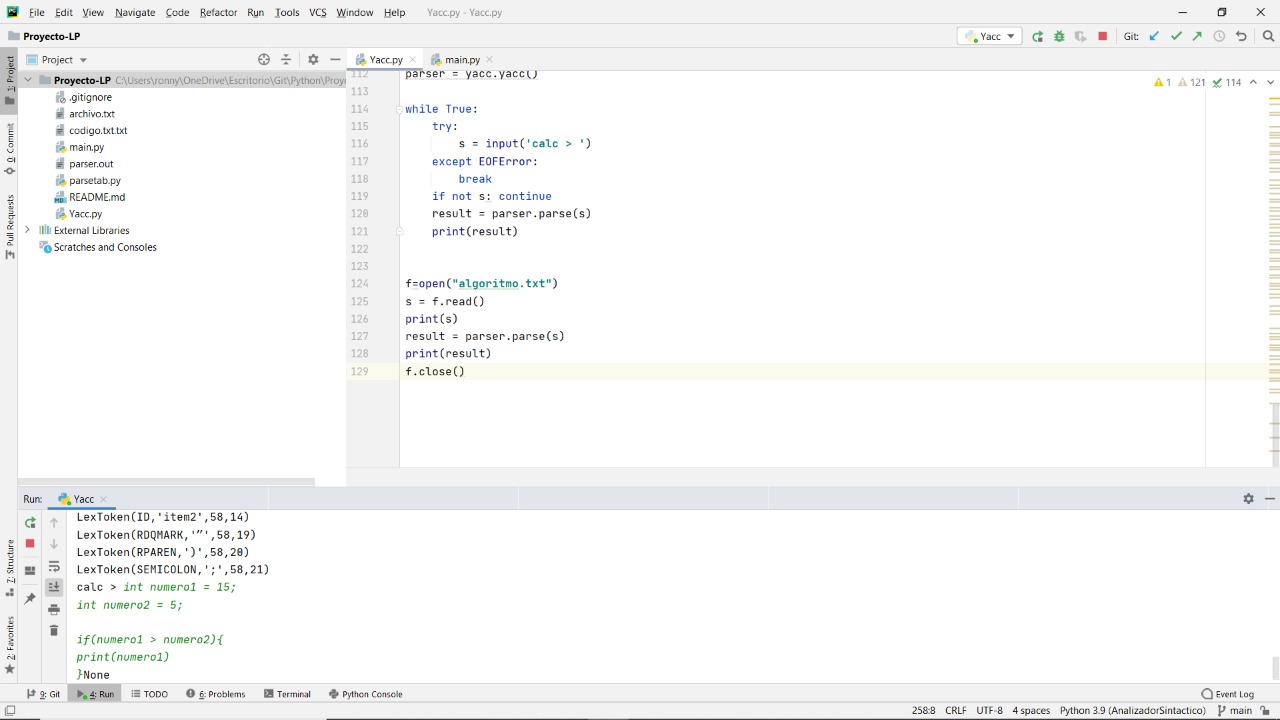 File Edit View Navigate Code Refactor Run Tools VCS Window Help Yacc.py - Yacc.py
Proyecto-LP
Yacc
Git:
1: Project
0: Commit
Pull Requests
7: Structure
2: Favorites
Project
Proyecto-LP C:\Users\ronny\OneDrive\Escritorio\Git\Python\Proye
.gitignore
archivo.txt
main.py
parser.out
parsetab.py
README.md
Yacc.py
External Libraries
Scratches and Consoles
Yacc.py main.py
1 121 114
112 parser = yacc.yacc()
113
114 while True:
115 try:
116 s = input('calc > ')
117 except EOFError:
118 break
119 if not s: continue
120 result = parser.parse(s)
121 print(result)
122
123
124 f=open("algoritmo.txt")
125 s = f.read()
126 print(s)
127 result = parser.parse(s)
128 print(result)
129 f.close()
Run: Yacc
LexToken(ID,'item2',58,14)
LexToken(RDQMARK,'”',58,19)
LexToken(RPAREN,')',58,20)
LexToken(SEMICOLON,';',58,21)
calc > int numero1 = 15;
int numero2 = 5;
if(numero1 > numero2){
print(numero1)
}None
9: Git 4: Run TODO 6: Problems Terminal Python Console Event Log
258:8 CRLF UTF-8 4 spaces Python 3.9 (AnalizadorSintactico) main